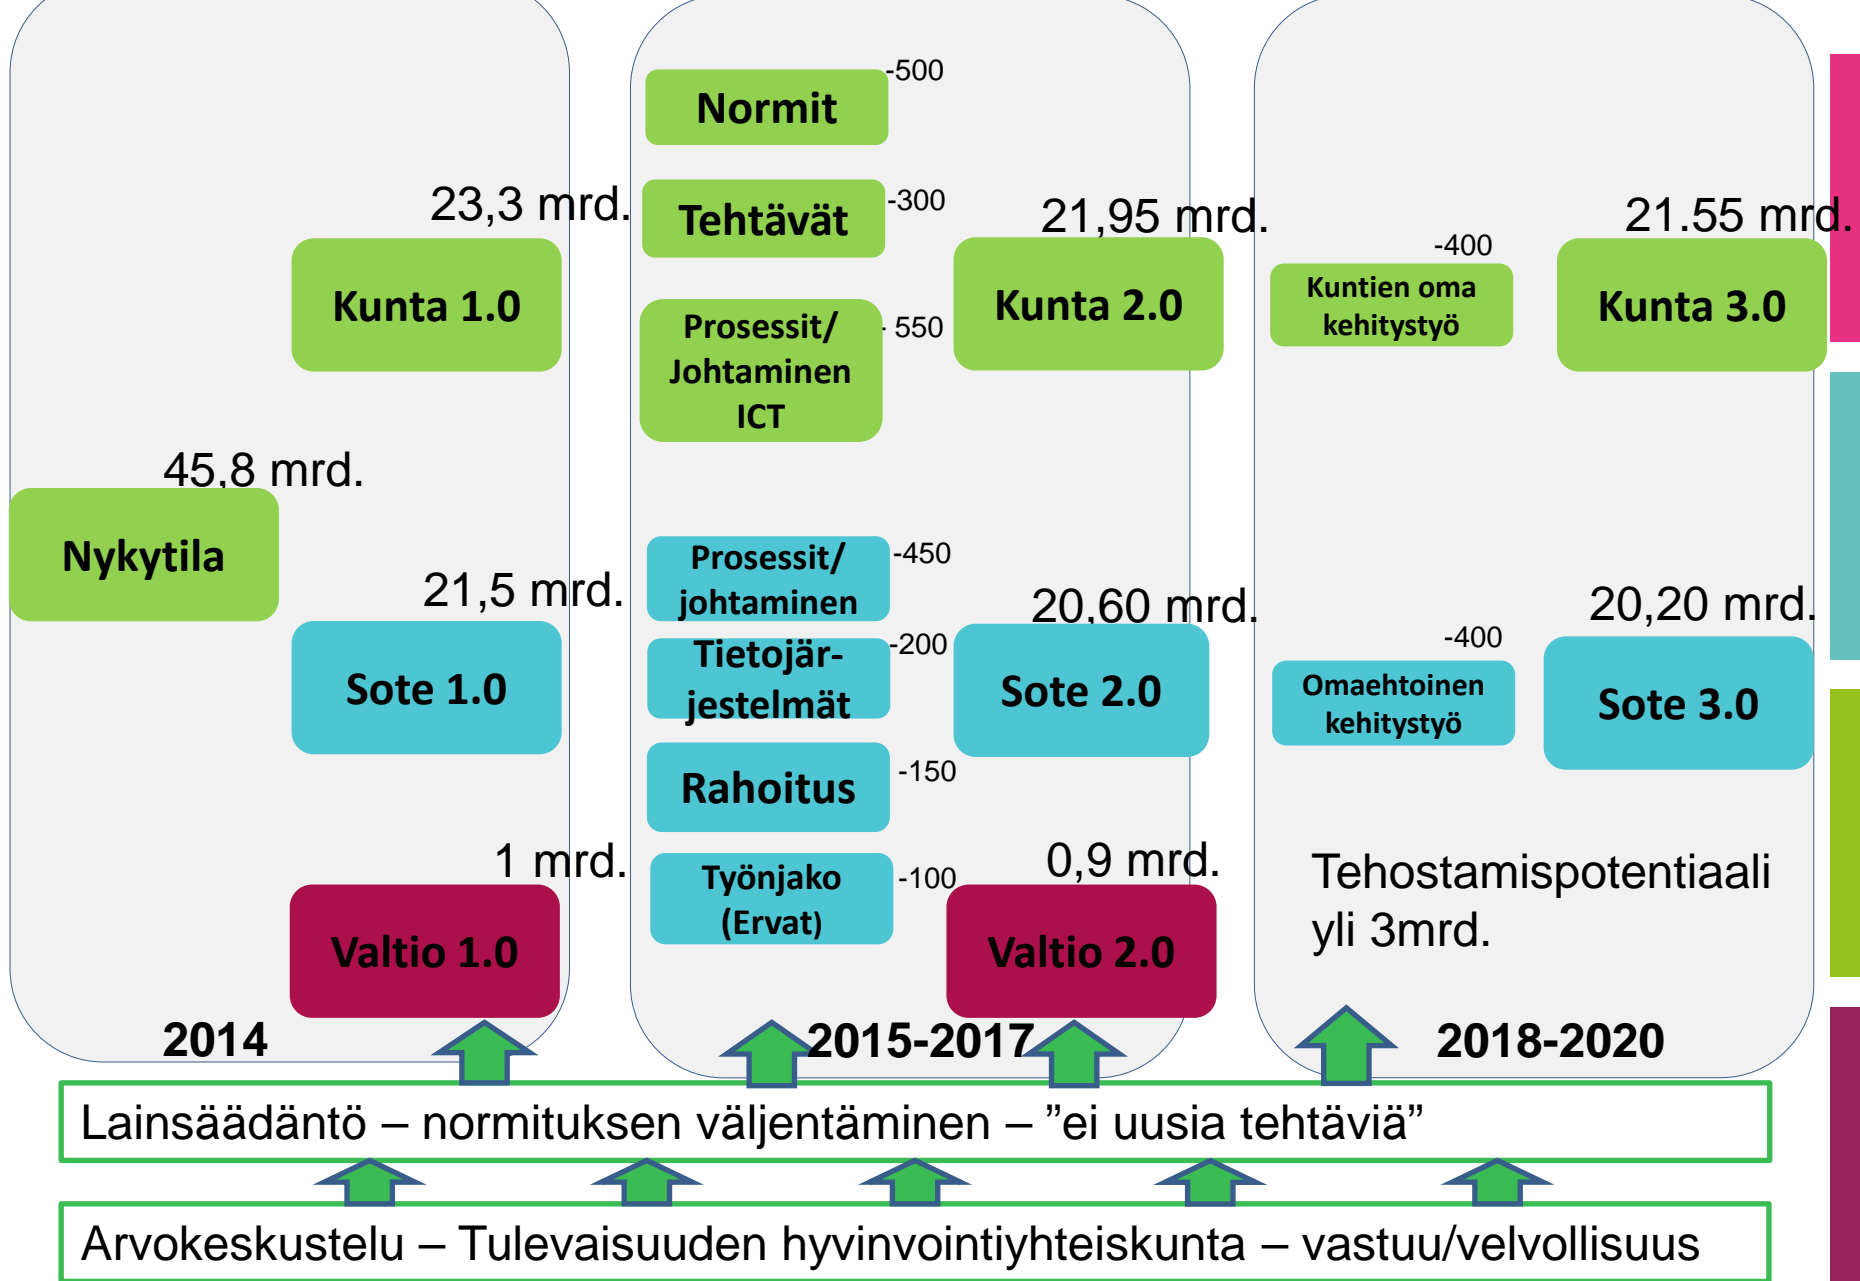 23,3 mrd.
Kunta 1.0
45,8 mrd.
Nykytila
21,5 mrd.
Sote 1.0
1 mrd.
Valtio 1.0
2014
Normit
-500
Tehtävät
-300
Prosessit/
Johtaminen
ICT
- 550
21,95 mrd.
Kunta 2.0
Prosessit/
johtaminen
-450
Tietojär-
jestelmät
-200
20,60 mrd.
Sote 2.0
Rahoitus
-150
Työnjako
(Ervat)
-100
0,9 mrd.
Valtio 2.0
2015-2017
-400
Kuntien oma
kehitystyö
21.55 mrd.
Kunta 3.0
-400
Omaehtoinen
kehitystyö
20,20 mrd.
Sote 3.0
Tehostamispotentiaali
yli 3mrd.
2018-2020
Lainsäädäntö – normituksen väljentäminen – ”ei uusia tehtäviä”
Arvokeskustelu – Tulevaisuuden hyvinvointiyhteiskunta – vastuu/velvollisuus